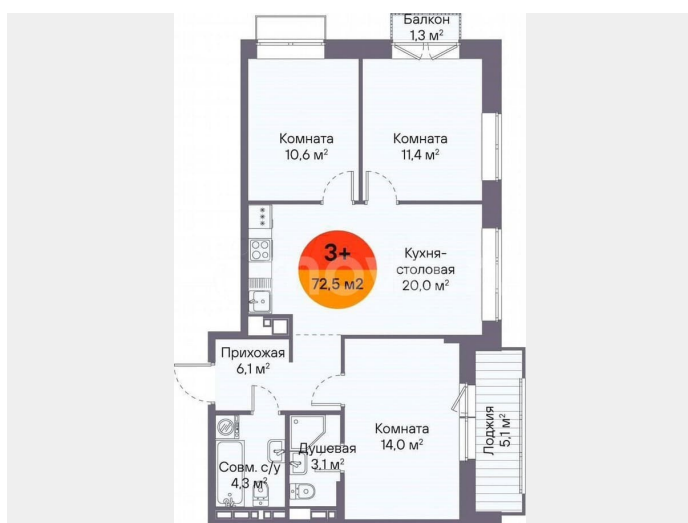 Балкон
1,3 м²
Комната
10,6 м²
Комната
11,4 м²
3+
72,5 м2
Кухня-
столовая
20,0 м²
Прихожая
6,1 м²
Комната
14,0 м²
Лоджия
5,1 м²
Душевая
3,1 м²
Совм. с/у
4,3 м²